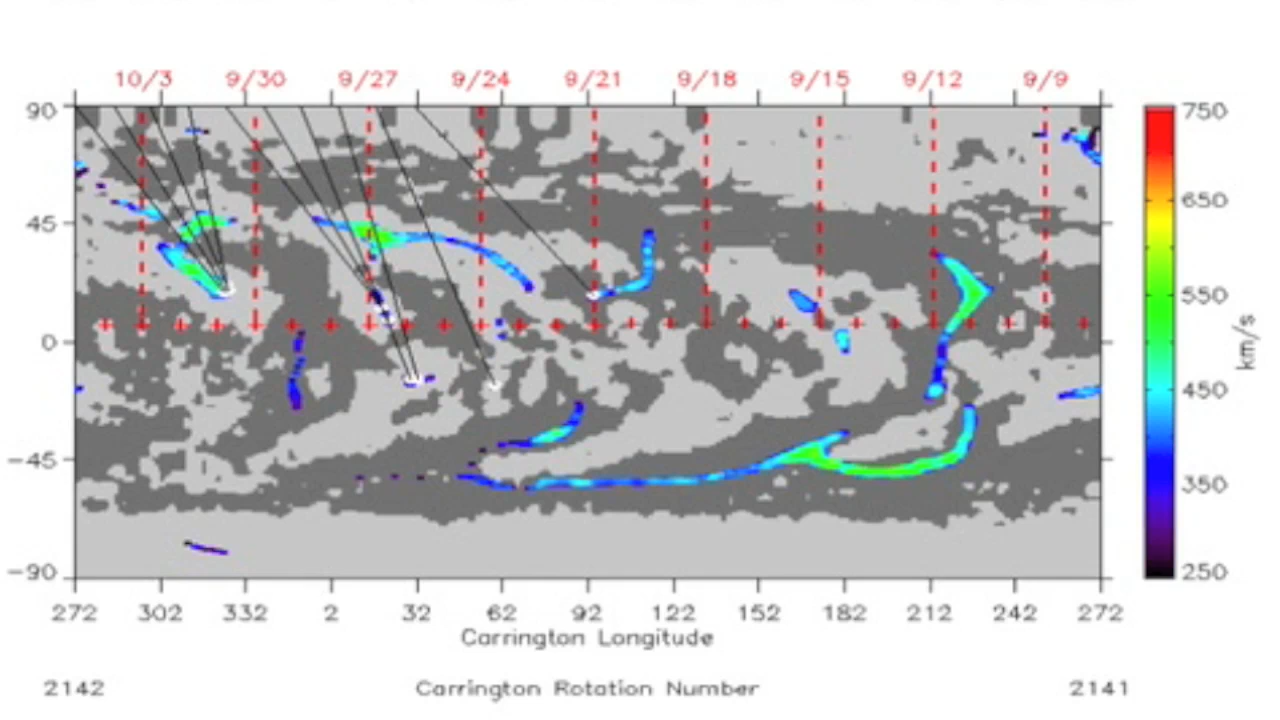 10/3 9/30 9/27 9/24 9/21 9/18 9/15 9/12 9/9
90 750
650
45
550
0 km/s
450
-45
350
-90 250
272 302 332 2 32 62 92 122 152 182 212 242 272
Carrington Longitude
2142 Carrington Rotation Number 2141